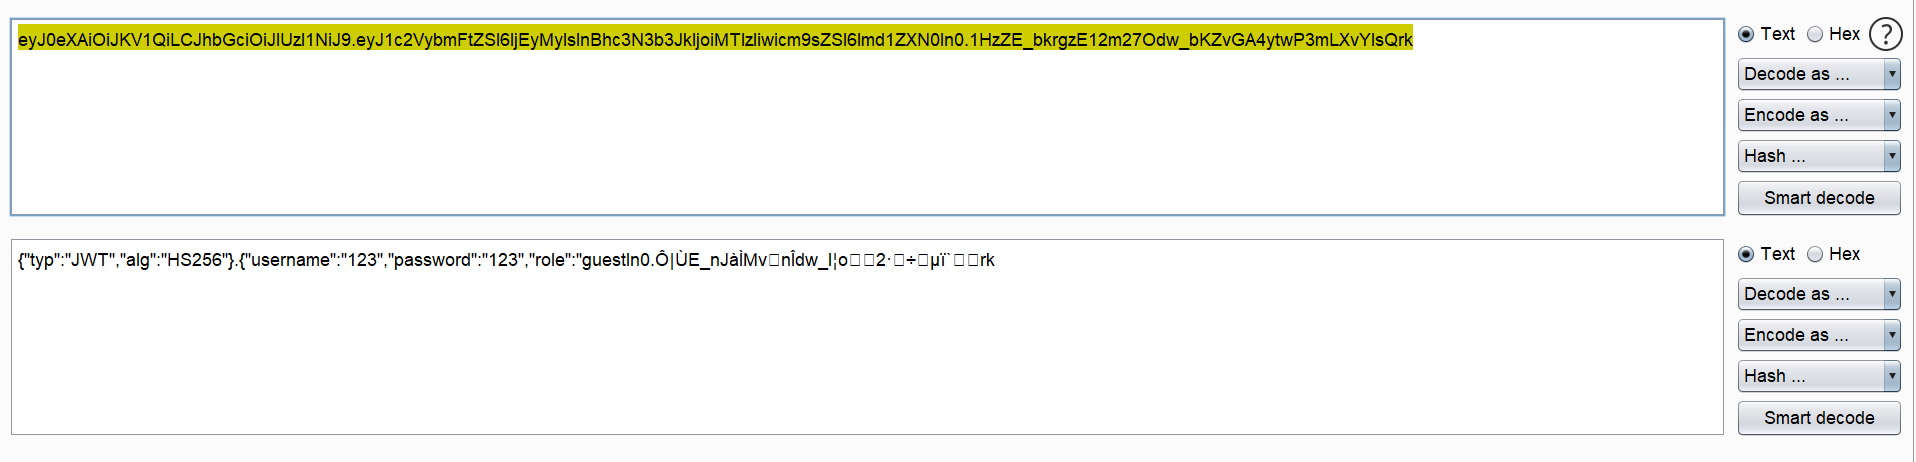 eyJ0eXAiOiJKV1QiLCJhbGciOiJIUzI1NiJ9.eyJ1c2VybmFtZSI6IjEyMyIsInBhc3N3b3JkIjoiMTIzIiwicm9sZSI6Imd1ZXN0In0.1HzZE_bkrgzE12m27Odw_bKZvGA4ytwP3mLXvYIsQrk
Text Hex ?
Decode as ...
Encode as ...
Hash ...
Smart decode
{"typ":"JWT","alg":"HS256"}.{"username":"123","password":"123","role":"guestIn0.Ô|ÙE_nJàÌMv□nÎdw_l¦o□□2·□÷□µï`□□rk
Text Hex
Decode as ...
Encode as ...
Hash ...
Smart decode